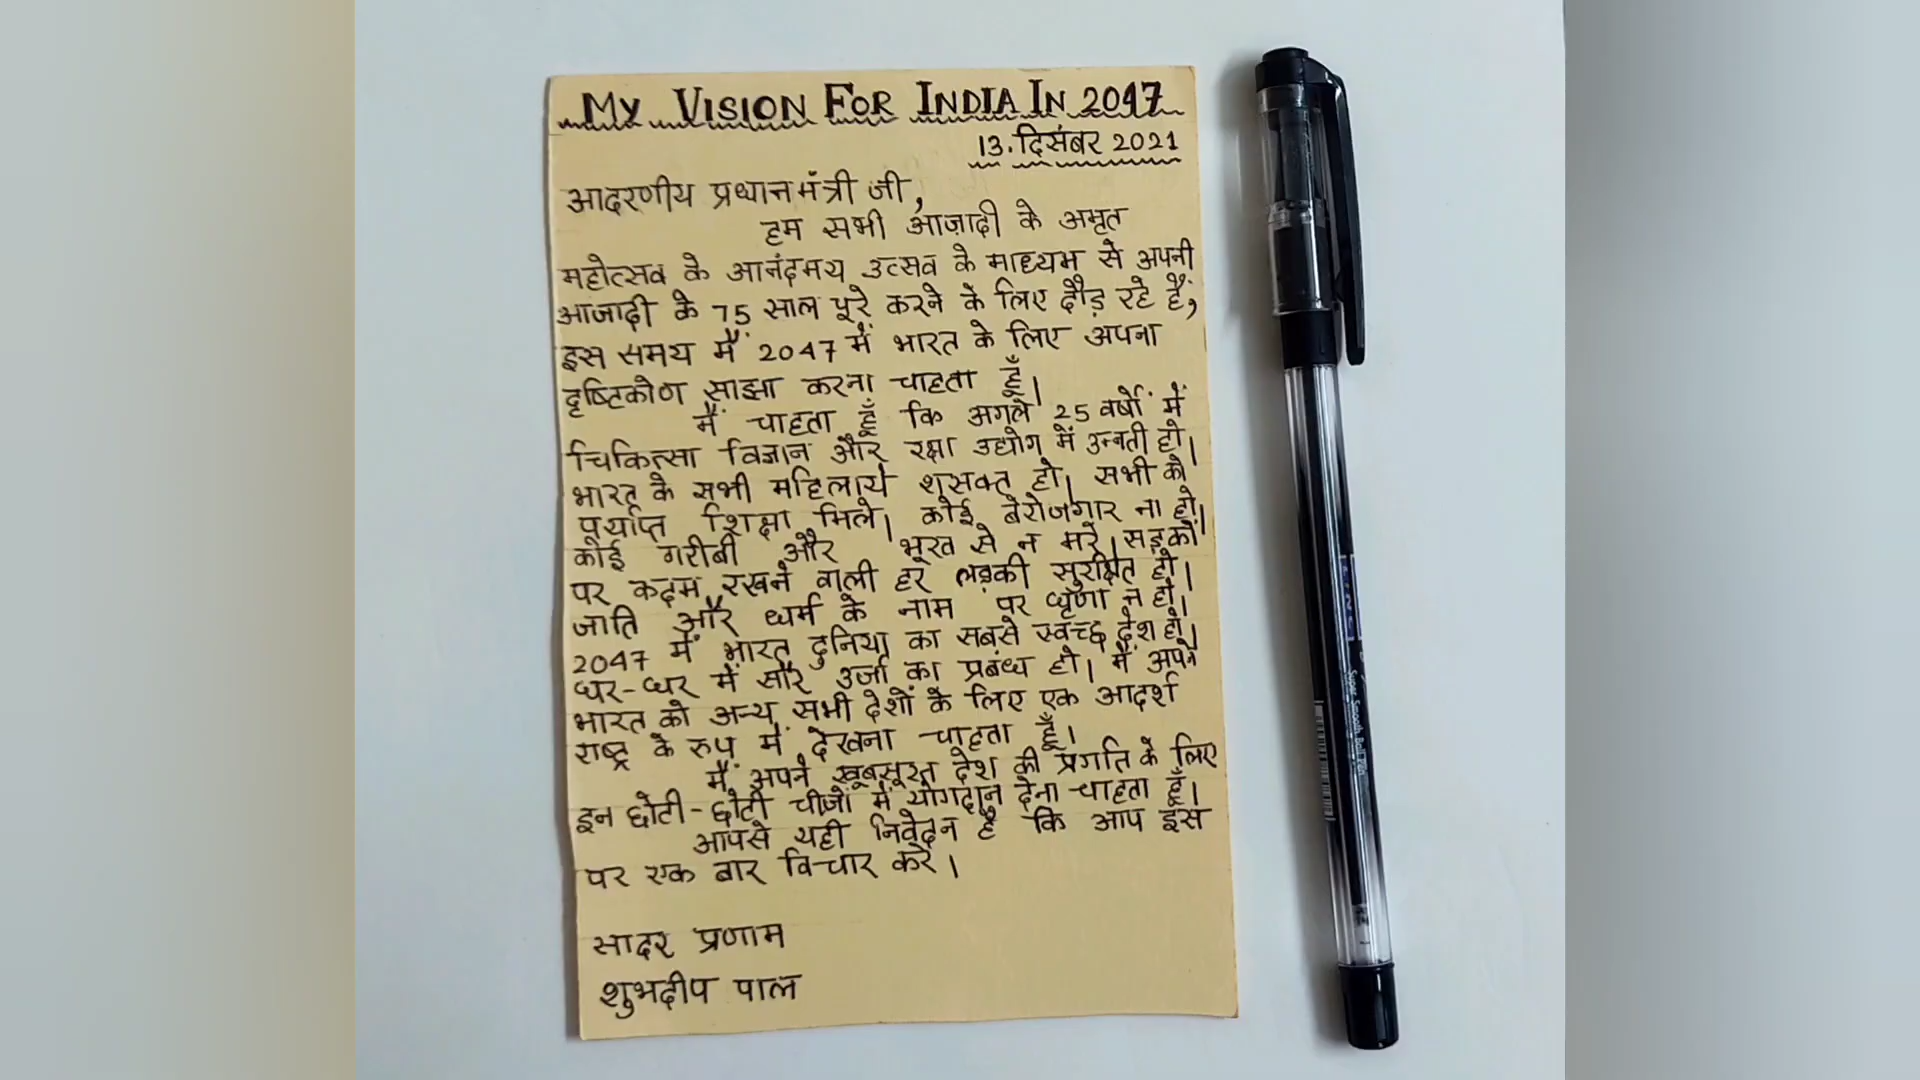 MY VISION FOR INDIA IN 2047
13.दिसंबर 2021
आदरणीय प्रधानमंत्री जी,
हम सभी आज़ादी के अमृत
महोत्सव के आनंदमय उत्सव के माध्यम से अपनी
आजादी के 75 साल पूरे करने के लिए दौड़ रहे हैं,
इस समय मैं 2047 में भारत के लिए अपना
दृष्टिकोण साझा करना चाहता हूँ।
मैं चाहता हूँ कि अगले 25 वर्षों में
चिकित्सा विज्ञान और रक्षा उद्योग में उन्नती हो।
भारत के सभी महिलायें शसक्त हो। सभी को
पर्याप्त शिक्षा मिले। कोई बेरोजगार ना हो।
कोई गरीबी और भूख से न मरे। सड़कों
पर कदम रखने वाली हर लड़की सुरक्षित हो।
जाति और धर्म के नाम पर घृणा न हो।
2047 में भारत दुनिया का सबसे स्वच्छ देश हो।
घर-घर में सौर उर्जा का प्रबंध हो। मैं अपने
भारत को अन्य सभी देशों के लिए एक आदर्श
राष्ट्र के रुप में देखना चाहता हूँ।
मैं अपने खूबसूरत देश की प्रगति के लिए
इन छोटी-छोटी चीजों में योगदान देना चाहता हूँ।
आपसे यही निवेदन है कि आप इस
पर एक बार विचार करें।
सादर प्रणाम
शुभदीप पाल
Super Smooth Ball Pen